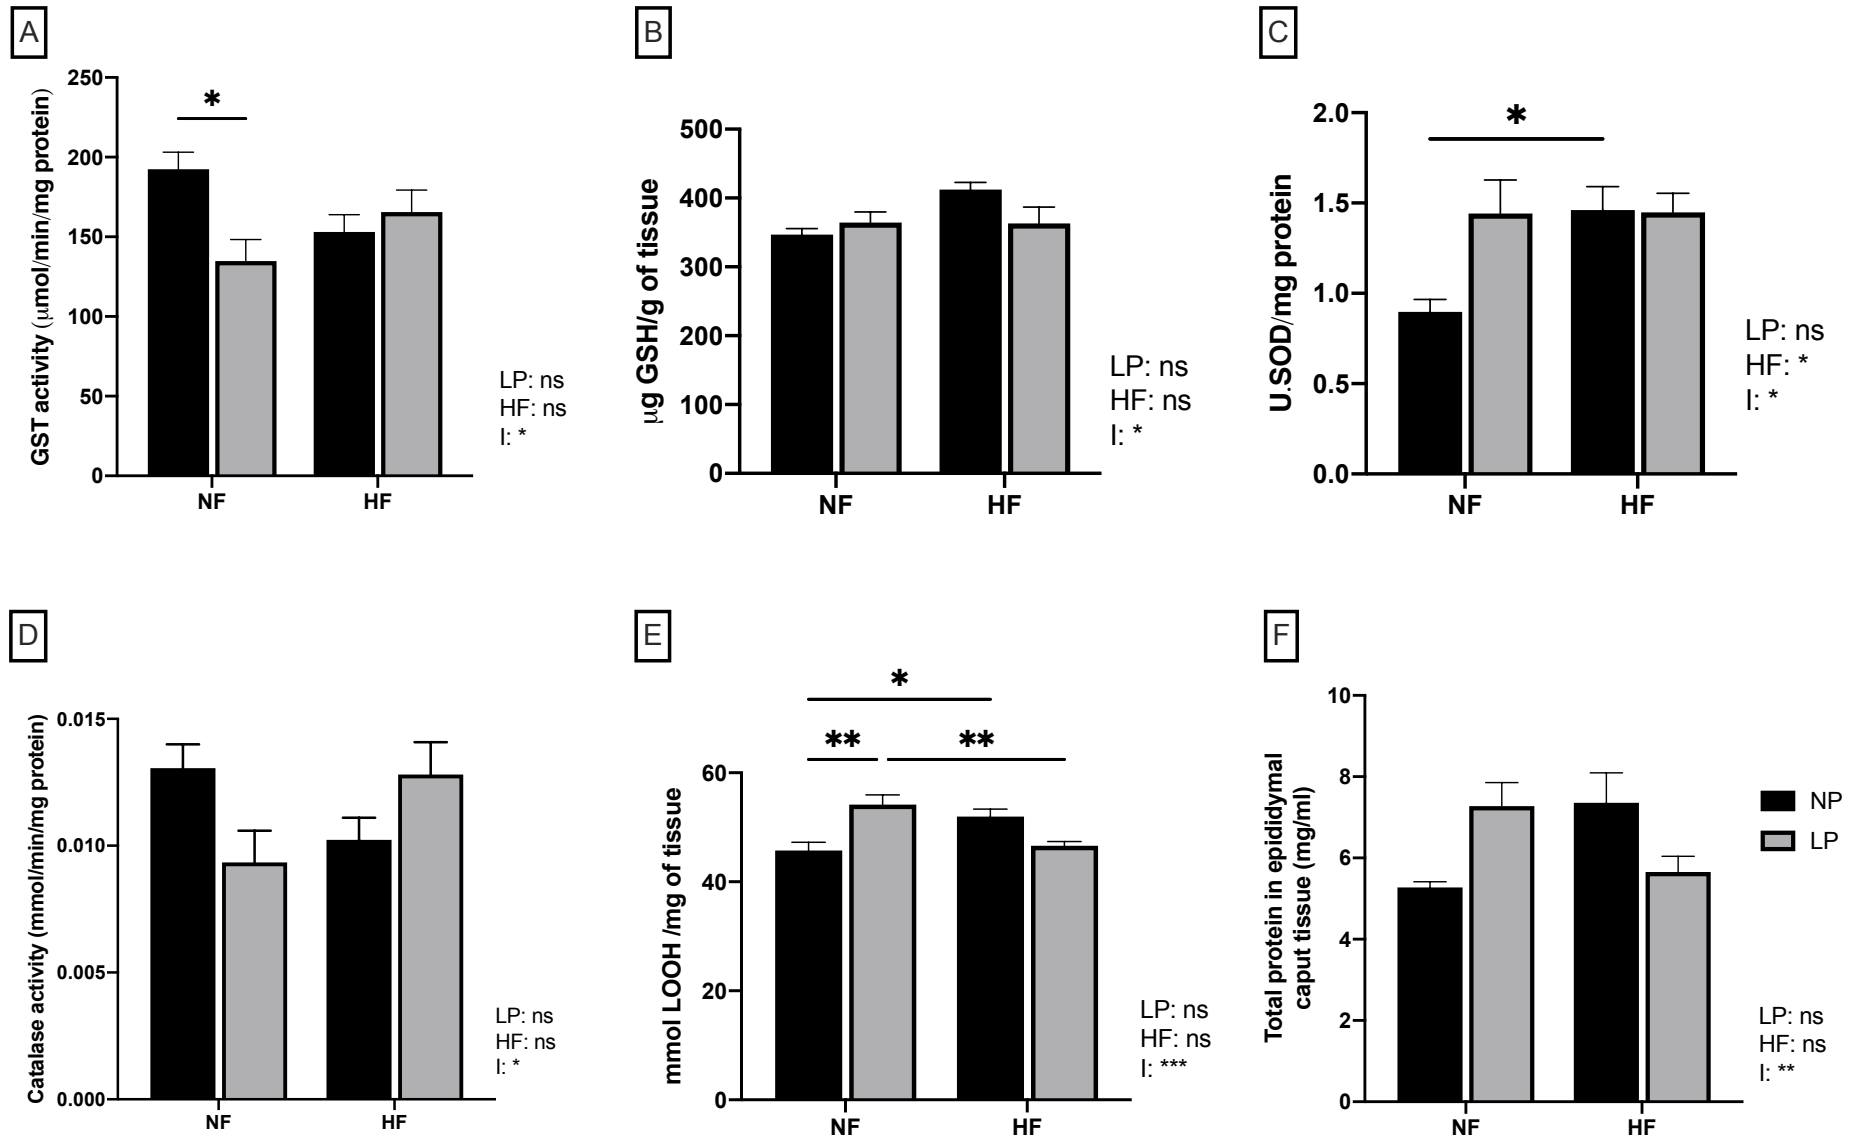 A
GST activity (μmol/min/mg protein)
250
200
150
100
50
0
*
NF
HF
LP: ns
HF: ns
I: *
B
μg GSH/g of tissue
500
400
300
200
100
0
NF
HF
LP: ns
HF: ns
I: *
C
U.SOD/mg protein
2.0
1.5
1.0
0.5
0.0
*
NF
HF
LP: ns
HF: *
I: *
D
Catalase activity (mmol/min/mg protein)
0.015
0.010
0.005
0.000
NF
HF
LP: ns
HF: ns
I: *
E
mmol LOOH /mg of tissue
60
40
20
0
*
** **
NF
HF
LP: ns
HF: ns
I: ***
F
Total protein in epididymal
caput tissue (mg/ml)
10
8
6
4
2
0
NF
HF
NP
LP
LP: ns
HF: ns
I: **